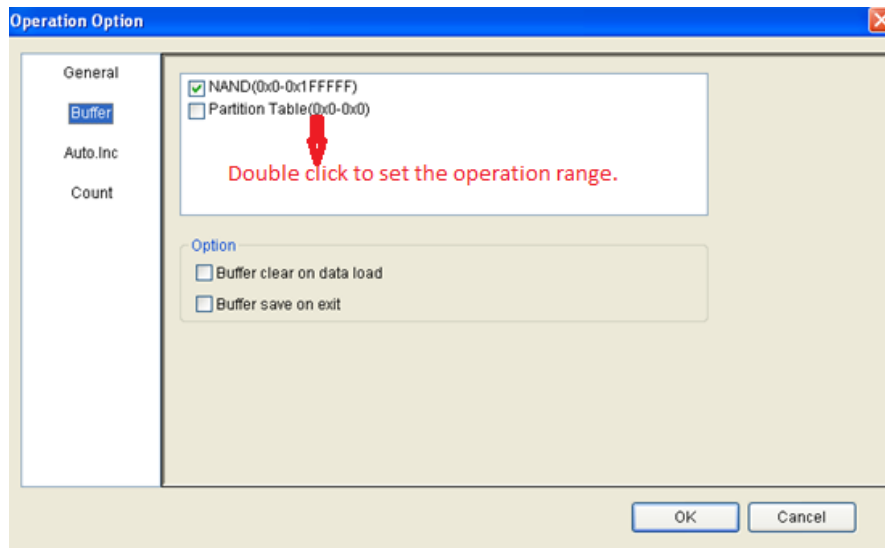 Operation Option
General
Buffer
Auto.Inc
Count
NAND(0x0-0x1FFFFF)
Partition Table(0x0-0x0)
Double click to set the operation range.
Option
Buffer clear on data load
Buffer save on exit
OK
Cancel